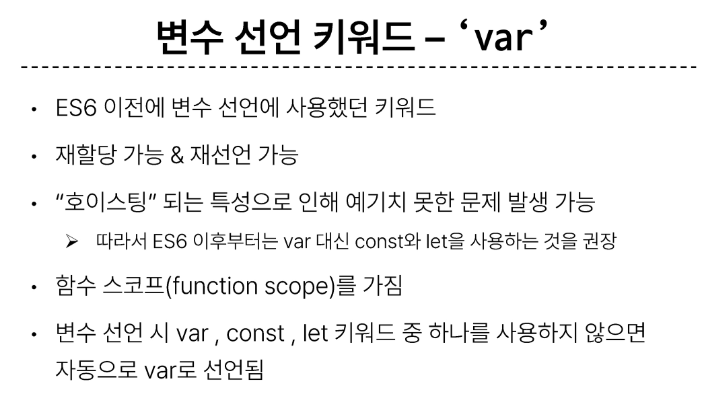 변수 선언 키워드 – ‘var’
• ES6 이전에 변수 선언에 사용했던 키워드
• 재할당 가능 & 재선언 가능
• “호이스팅” 되는 특성으로 인해 예기치 못한 문제 발생 가능
➢ 따라서 ES6 이후부터는 var 대신 const와 let을 사용하는 것을 권장
• 함수 스코프(function scope)를 가짐
• 변수 선언 시 var , const , let 키워드 중 하나를 사용하지 않으면
자동으로 var로 선언됨